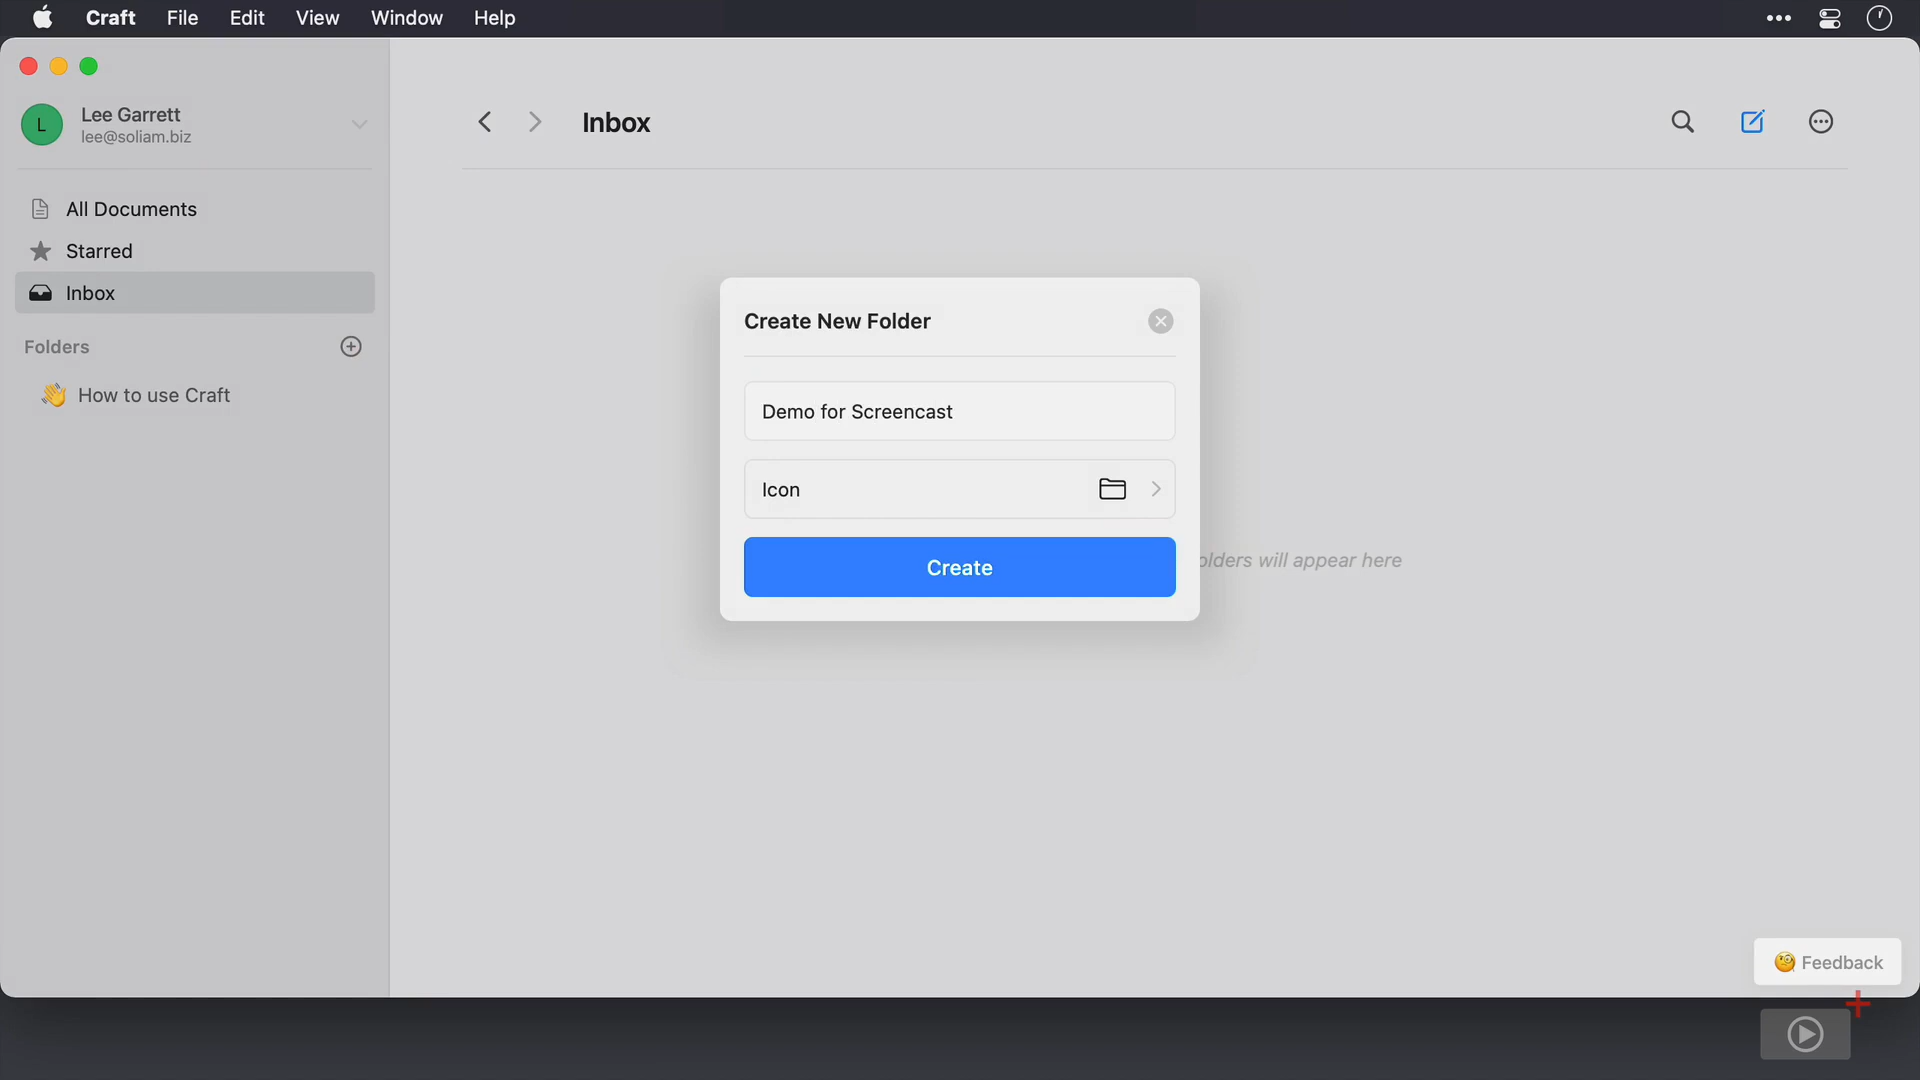 Craft File Edit View Window Help
L
Lee Garrett
lee@soliam.biz
Inbox
All Documents
Starred
Inbox
Folders
How to use Craft
Create New Folder
Demo for Screencast
Icon
Create
will appear here
Feedback